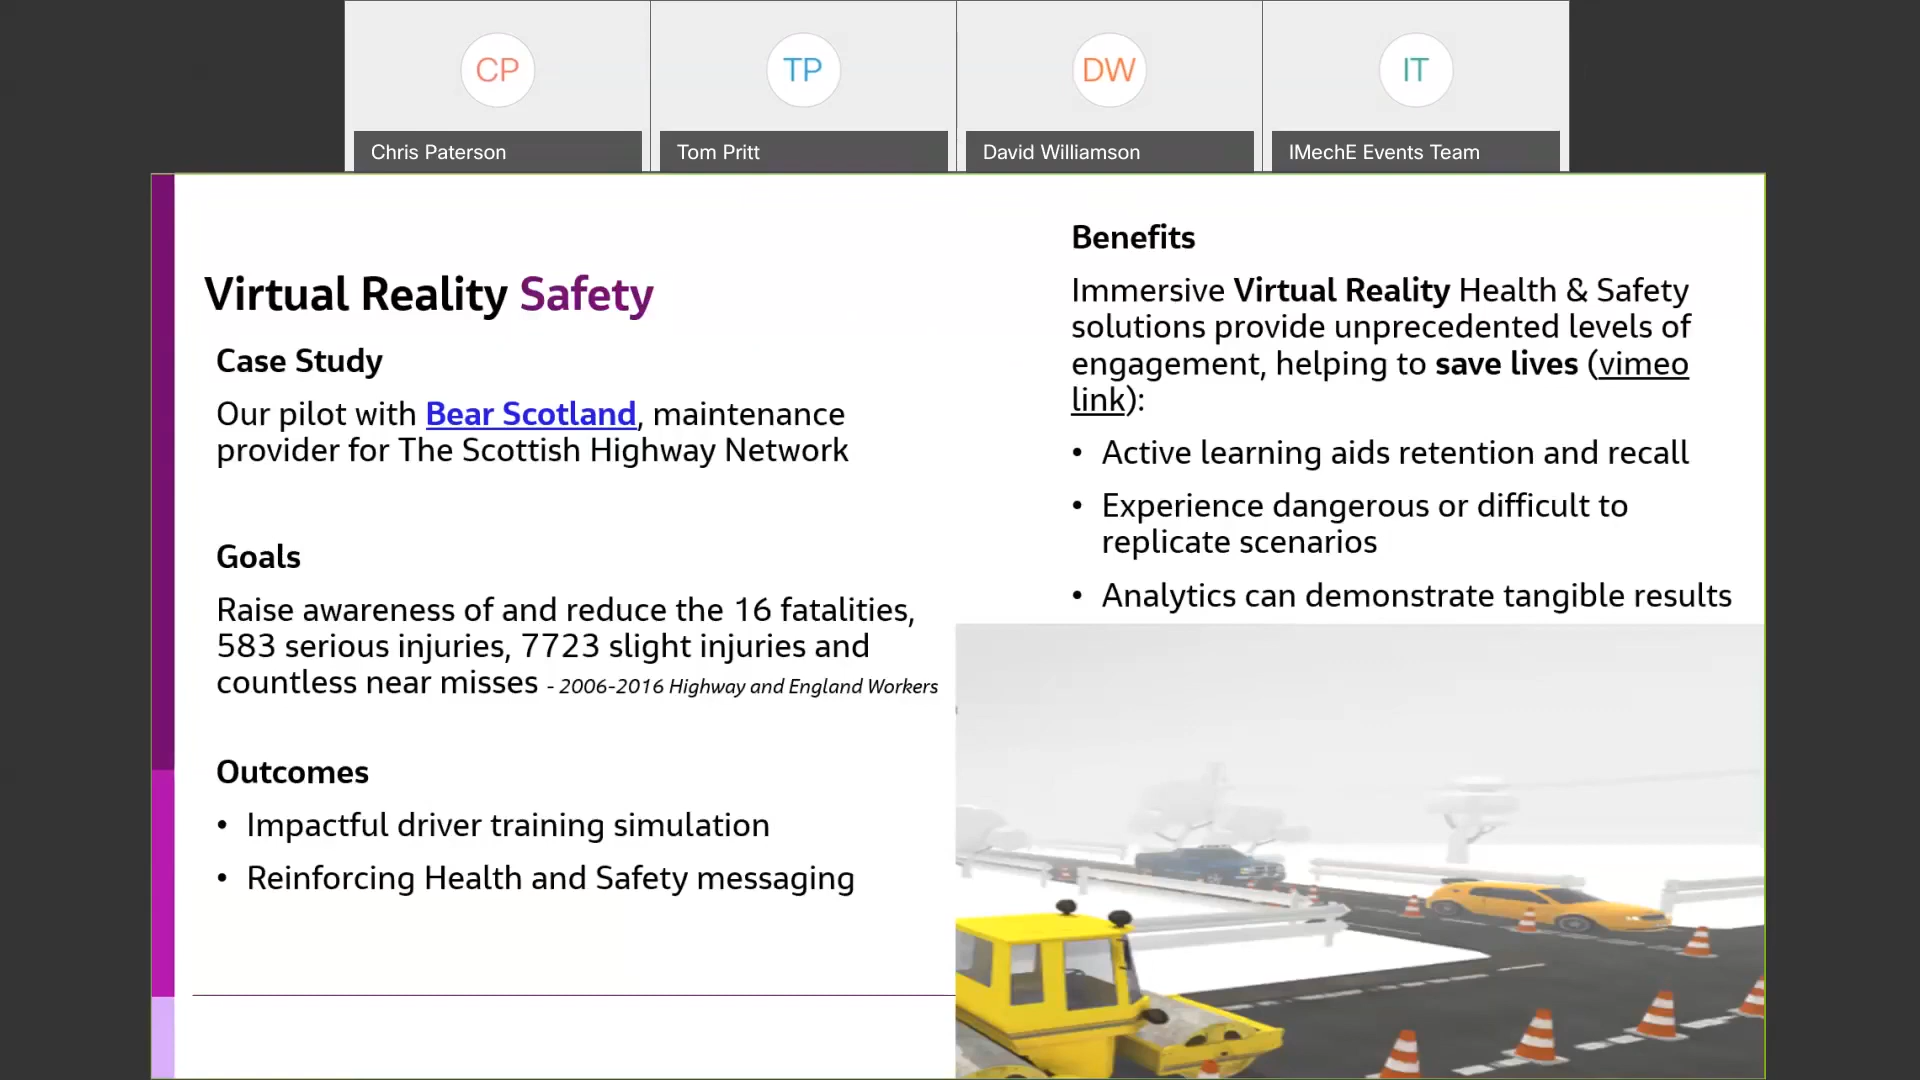 CP
TP
DW
IT
Chris Paterson
Tom Pritt
David Williamson
IMechE Events Team
Virtual Reality Safety
Case Study
Our pilot with Bear Scotland, maintenance
provider for The Scottish Highway Network
Goals
Raise awareness of and reduce the 16 fatalities,
583 serious injuries, 7723 slight injuries and
countless near misses - 2006-2016 Highway and England Workers
Outcomes
• Impactful driver training simulation
• Reinforcing Health and Safety messaging
Benefits
Immersive Virtual Reality Health & Safety
solutions provide unprecedented levels of
engagement, helping to save lives (vimeo
link):
• Active learning aids retention and recall
• Experience dangerous or difficult to
replicate scenarios
• Analytics can demonstrate tangible results